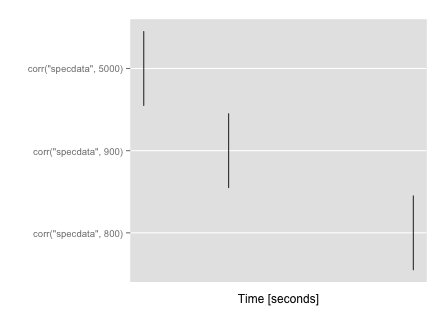 corr("specdata", 5000)
corr("specdata", 900)
corr("specdata", 800)
Time [seconds]